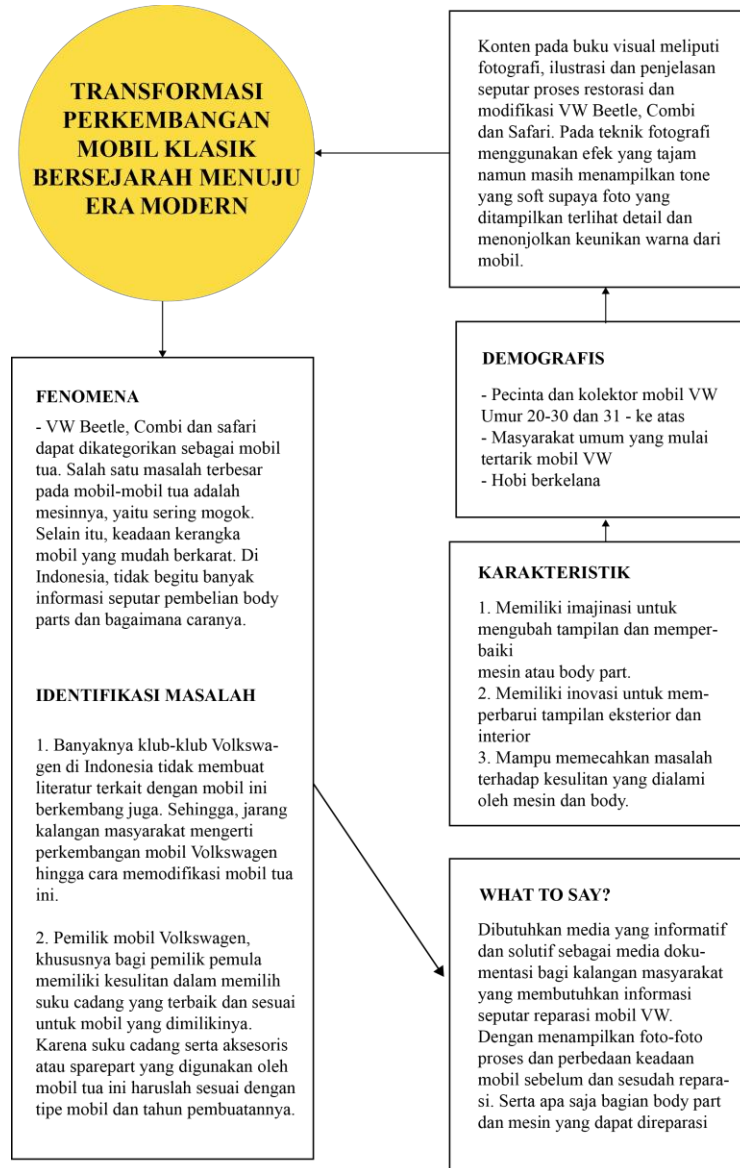 TRANSFORMASI
PERKEMBANGAN
MOBIL KLASIK
BERSEJARAH MENUJU
ERA MODERN
FENOMENA
- VW Beetle, Combi dan safari
dapat dikategorikan sebagai mobil
tua. Salah satu masalah terbesar
pada mobil-mobil tua adalah
mesinnya, yaitu sering mogok.
Selain itu, keadaan kerangka
mobil yang mudah berkarat. Di
Indonesia, tidak begitu banyak
informasi seputar pembelian body
parts dan bagaimana caranya.
IDENTIFIKASI MASALAH
1. Banyaknya klub-klub Volkswa-
gen di Indonesia tidak membuat
literatur terkait dengan mobil ini
berkembang juga. Sehingga, jarang
kalangan masyarakat mengerti
perkembangan mobil Volkswagen
hingga cara memodifikasi mobil tua
ini.
2. Pemilik mobil Volkswagen,
khususnya bagi pemilik pemula
memiliki kesulitan dalam memilih
suku cadang yang terbaik dan sesuai
untuk mobil yang dimilikinya.
Karena suku cadang serta aksesoris
atau sparepart yang digunakan oleh
mobil tua ini haruslah sesuai dengan
tipe mobil dan tahun pembuatannya.
WHAT TO SAY?
Dibutuhkan media yang informatif
dan solutif sebagai media doku-
mentasi bagi kalangan masyarakat
yang membutuhkan informasi
seputar reparasi mobil VW.
Dengan menampilkan foto-foto
proses dan perbedaan keadaan
mobil sebelum dan sesudah repara-
si. Serta apa saja bagian body part
dan mesin yang dapat direparasi
KARAKTERISTIK
1. Memiliki imajinasi untuk
mengubah tampilan dan memper-
baiki
mesin atau body part.
2. Memiliki inovasi untuk mem-
perbarui tampilan eksterior dan
interior
3. Mampu memecahkan masalah
terhadap kesulitan yang dialami
oleh mesin dan body.
DEMOGRAFIS
- Pecinta dan kolektor mobil VW
Umur 20-30 dan 31 - ke atas
- Masyarakat umum yang mulai
tertarik mobil VW
- Hobi berkelana
Konten pada buku visual meliputi
fotografi, ilustrasi dan penjelasan
seputar proses restorasi dan
modifikasi VW Beetle, Combi
dan Safari. Pada teknik fotografi
menggunakan efek yang tajam
namun masih menampilkan tone
yang soft supaya foto yang
ditampilkan terlihat detail dan
menonjolkan keunikan warna dari
mobil.